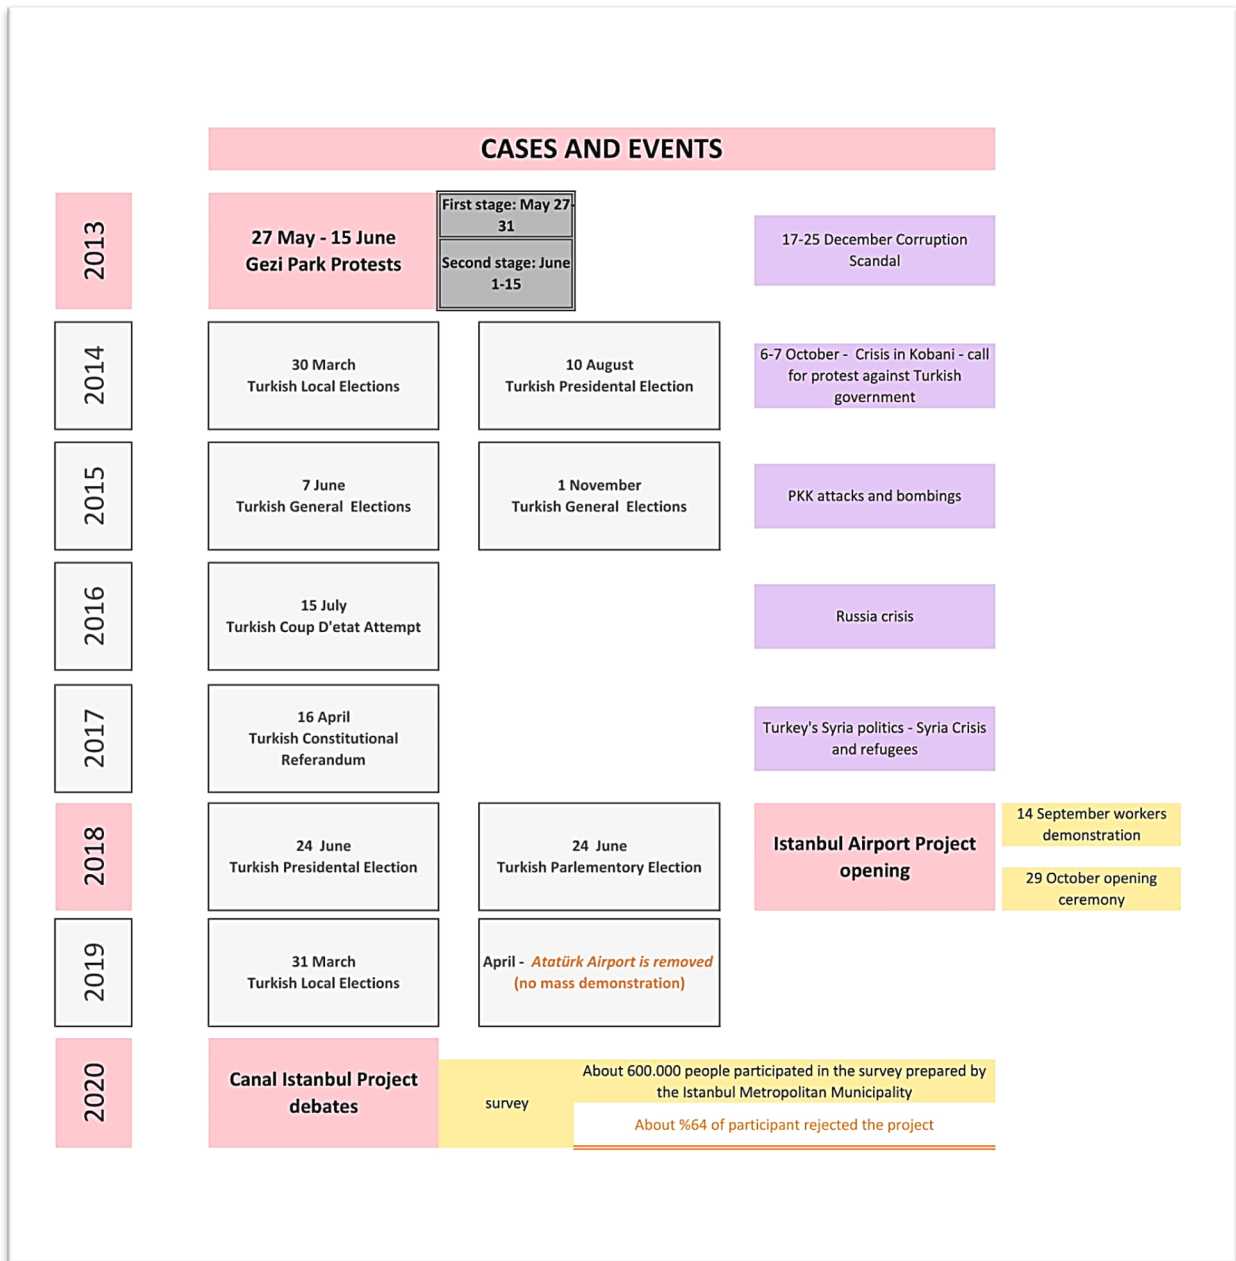 CASES AND EVENTS
2013
27 May - 15 June
Gezi Park Protests
First stage: May 27-
31
Second stage: June
1-15
17-25 December Corruption
Scandal
2014
30 March
Turkish Local Elections
10 August
Turkish Presidental Election
6-7 October - Crisis in Kobani - call
for protest against Turkish
government
2015
7 June
Turkish General Elections
1 November
Turkish General Elections
PKK attacks and bombings
2016
15 July
Turkish Coup D'etat Attempt
Russia crisis
2017
16 April
Turkish Constitutional
Referandum
Turkey's Syria politics - Syria Crisis
and refugees
2018
24 June
Turkish Presidental Election
24 June
Turkish Parlementory Election
Istanbul Airport Project
opening
14 September workers
demonstration
29 October opening
ceremony
2019
31 March
Turkish Local Elections
April - Atatürk Airport is removed
(no mass demonstration)
2020
Canal Istanbul Project
debates
survey
About 600.000 people participated in the survey prepared by
the Istanbul Metropolitan Municipality
About %64 of participant rejected the project